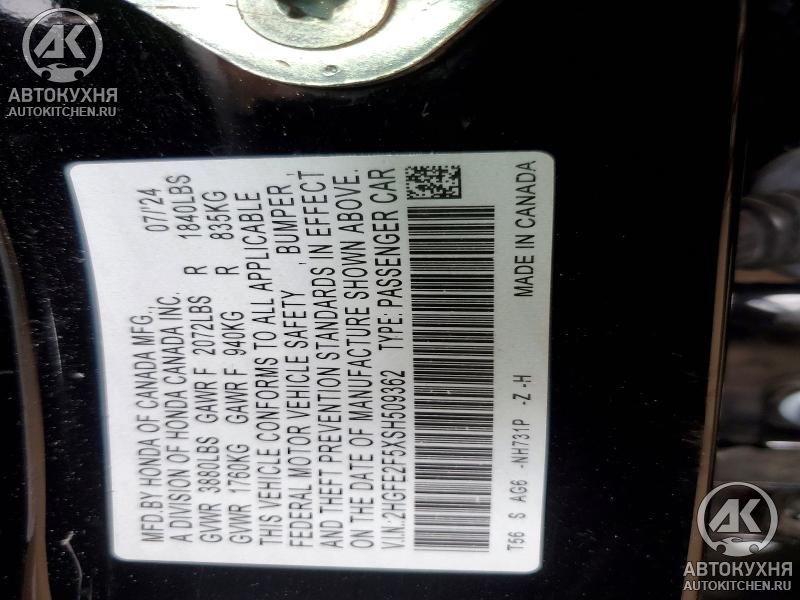 АК
АВТОКУХНЯ
AUTOKITCHEN.RU
MFD.BY HONDA OF CANADA MFG., 07/'24
A DIVISION OF HONDA CANADA INC.
GVWR 3880LBS GAWR F 2072LBS R 1840LBS
GVWR 1760KG GAWR F 940KG R 835KG
THIS VEHICLE CONFORMS TO ALL APPLICABLE
FEDERAL MOTOR VEHICLE SAFETY , BUMPER ,
AND THEFT PREVENTION STANDARDS IN EFFECT
ON THE DATE OF MANUFACTURE SHOWN ABOVE.
V.I.N.:2HGFE2F5XSH509362 TYPE: PASSENGER CAR
T56 S AG6 -NH731P -Z -H MADE IN CANADA
АК
АВТОКУХНЯ
AUTOKITCHEN.RU